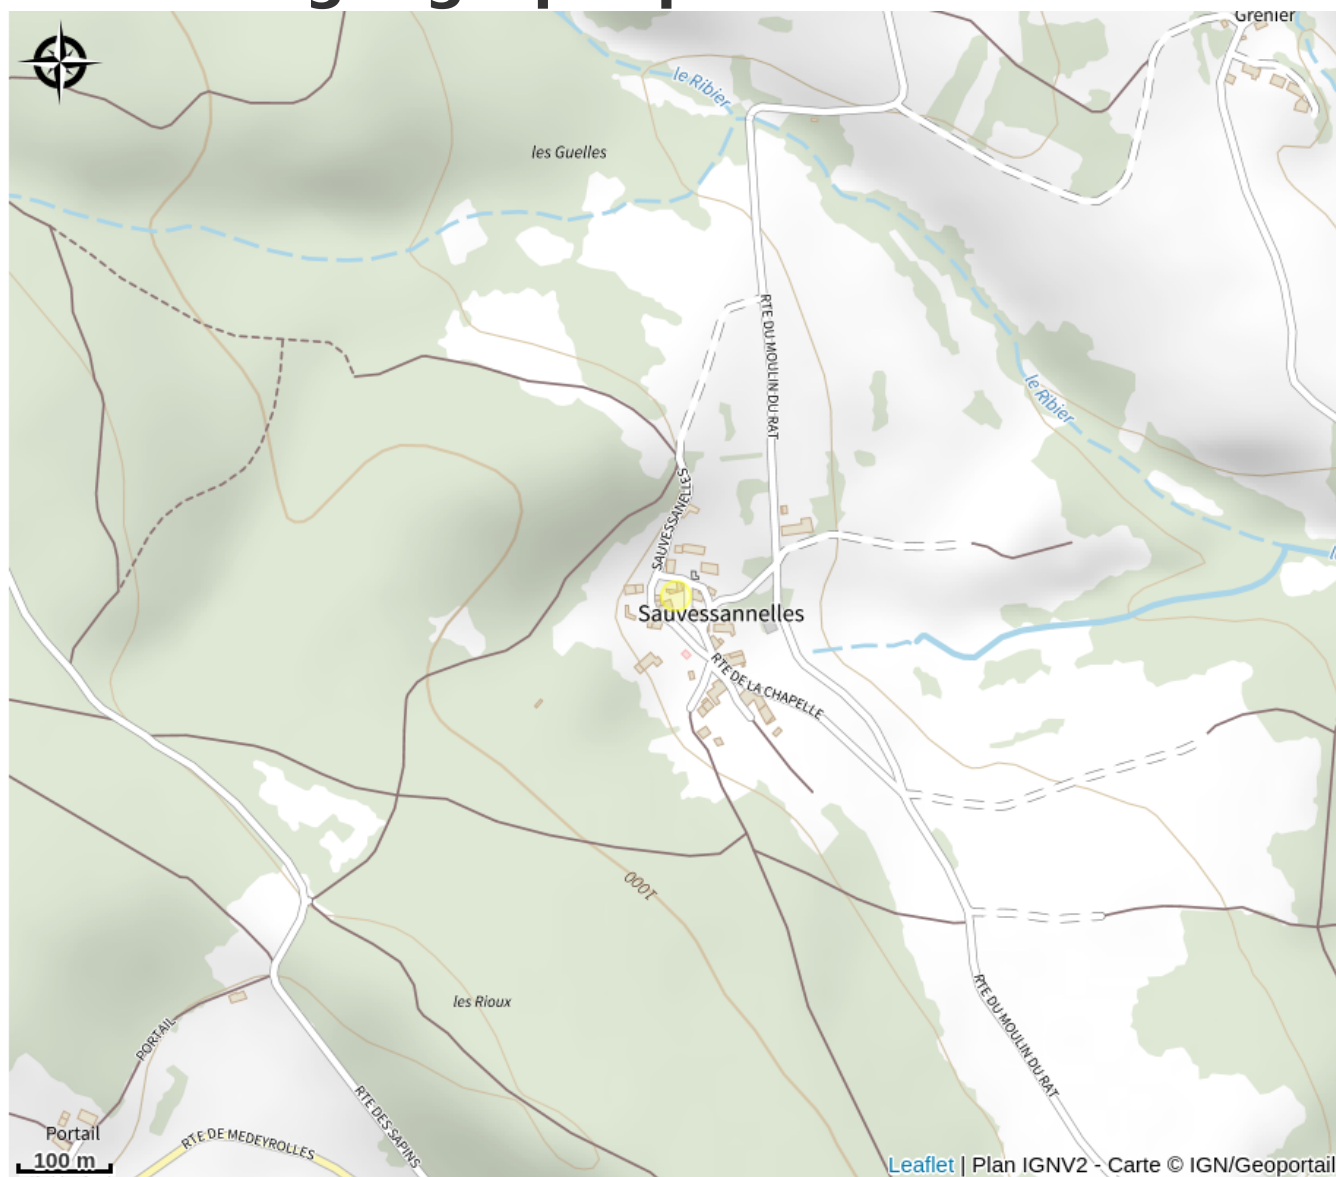 Grenier
le Ribier
les Guelles
RTE DU MOULIN DU RAT
le Ribier
SAUVESSANELLES
Sauvessannelles
RTE DE LA CHAPELLE
1000
les Rioux
RTE DU MOULIN DU RAT
PORTAIL
RTE DES SAPINS
Portail
RTE DE MEDEYROLLES
100 m
Leaflet | Plan IGNV2 - Carte © IGN/Geoportail